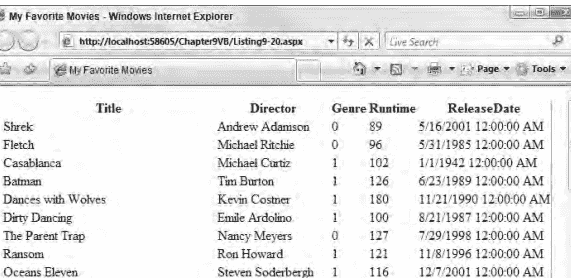 My Favorite Movies - Windows Internet Explorer
http://localhost:58605/Chapter9VB/Listing9-20.aspx Live Search
My Favorite Movies Page Tools
Title Director Genre Runtime ReleaseDate
Shrek Andrew Adamson 0 89 5/16/2001 12:00:00 AM
Fletch Michael Ritchie 0 96 5/31/1985 12:00:00 AM
Casablanca Michael Curtiz 1 102 1/1/1942 12:00:00 AM
Batman Tim Burton 1 126 6/23/1989 12:00:00 AM
Dances with Wolves Kevin Costner 1 180 11/21/1990 12:00:00 AM
Dirty Dancing Emile Ardolino 1 100 8/21/1987 12:00:00 AM
The Parent Trap Nancy Meyers 0 127 7/29/1998 12:00:00 AM
Ransom Ron Howard 1 121 11/8/1996 12:00:00 AM
Oceans Eleven Steven Soderbergh 1 116 12/7/2001 12:00:00 AM